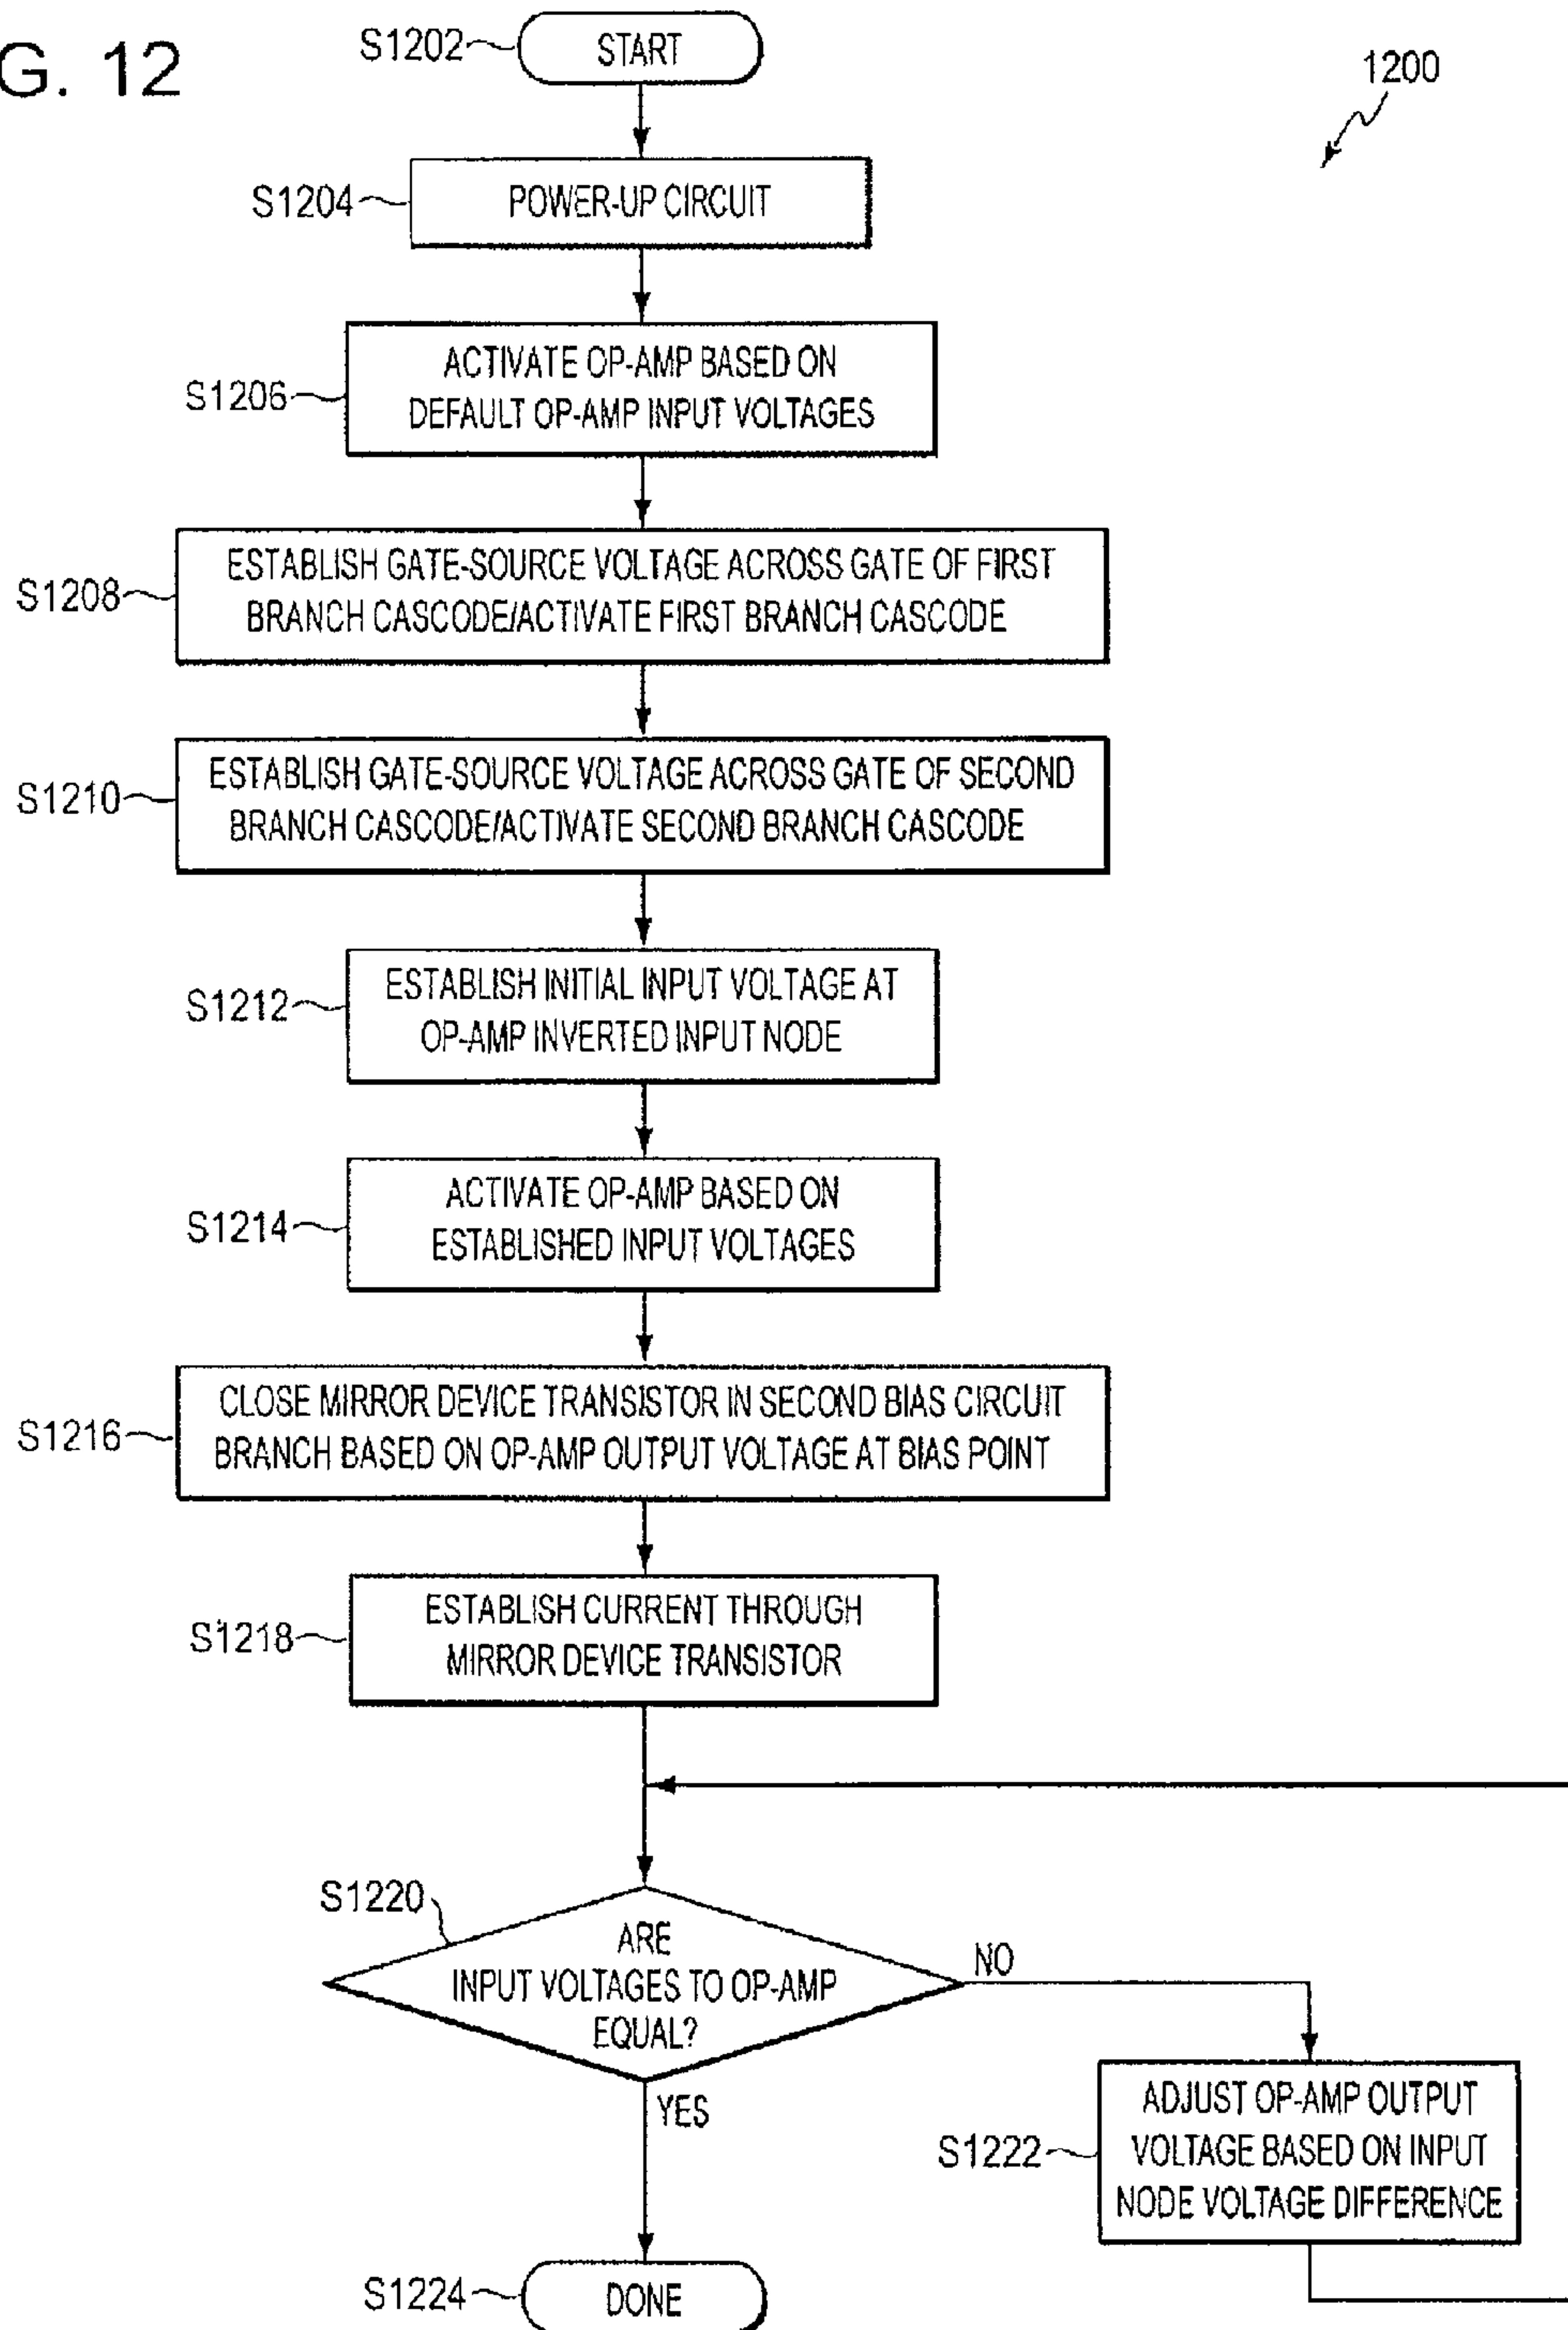 G. 12
S1202
START
1200
S1204
POWER-UP CIRCUIT
S1206
ACTIVATE OP-AMP BASED ON
DEFAULT OP-AMP INPUT VOLTAGES
S1208
ESTABLISH GATE-SOURCE VOLTAGE ACROSS GATE OF FIRST
BRANCH CASCODE/ACTIVATE FIRST BRANCH CASCODE
S1210
ESTABLISH GATE-SOURCE VOLTAGE ACROSS GATE OF SECOND
BRANCH CASCODE/ACTIVATE SECOND BRANCH CASCODE
S1212
ESTABLISH INITIAL INPUT VOLTAGE AT
OP-AMP INVERTED INPUT NODE
S1214
ACTIVATE OP-AMP BASED ON
ESTABLISHED INPUT VOLTAGES
S1216
CLOSE MIRROR DEVICE TRANSISTOR IN SECOND BIAS CIRCUIT
BRANCH BASED ON OP-AMP OUTPUT VOLTAGE AT BIAS POINT
S1218
ESTABLISH CURRENT THROUGH
MIRROR DEVICE TRANSISTOR
S1220
ARE
INPUT VOLTAGES TO OP-AMP
EQUAL?
NO
YES
S1222
ADJUST OP-AMP OUTPUT
VOLTAGE BASED ON INPUT
NODE VOLTAGE DIFFERENCE
S1224
DONE